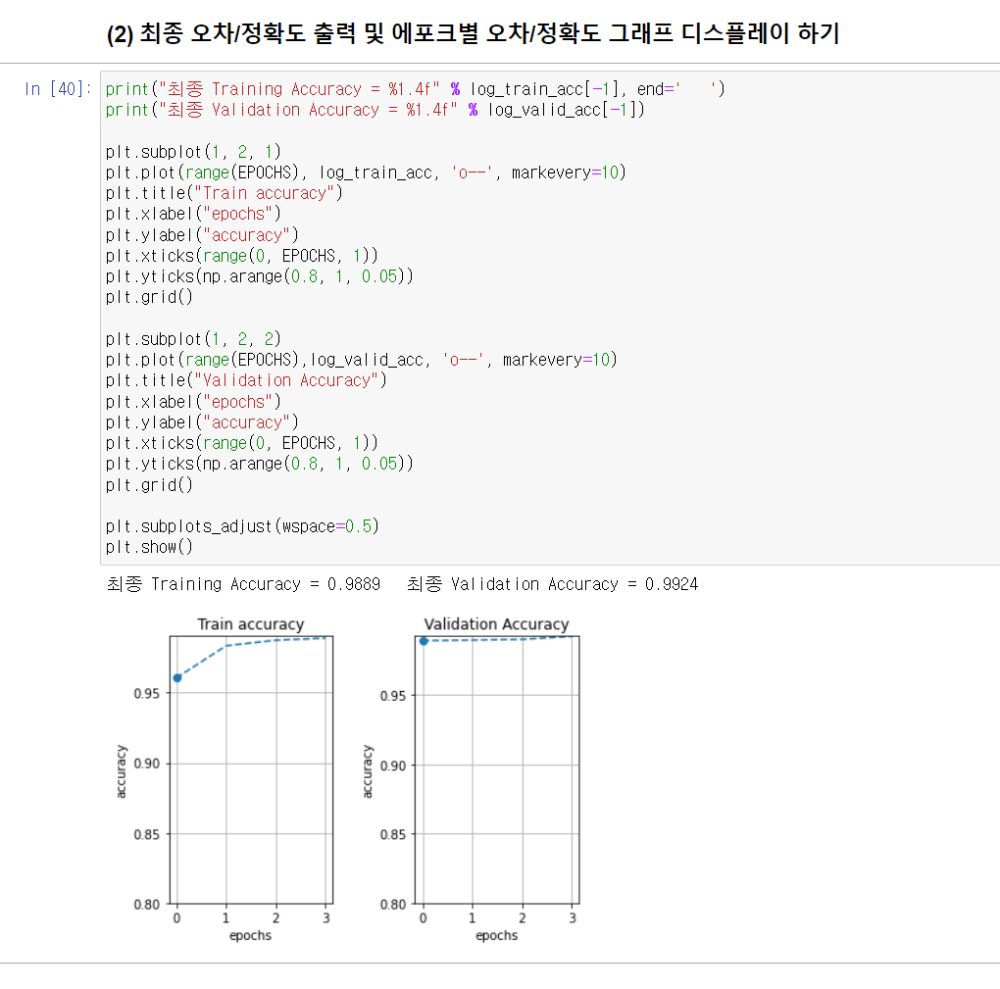 (2) 최종 오차/정확도 출력 및 에포크별 오차/정확도 그래프 디스플레이 하기
In [40]:
print("최종 Training Accuracy = %1.4f" % log_train_acc[-1], end='   ')
print("최종 Validation Accuracy = %1.4f" % log_valid_acc[-1])
plt.subplot(1, 2, 1)
plt.plot(range(EPOCHS), log_train_acc, 'o--', markevery=10)
plt.title("Train accuracy")
plt.xlabel("epochs")
plt.ylabel("accuracy")
plt.xticks(range(0, EPOCHS, 1))
plt.yticks(np.arange(0.8, 1, 0.05))
plt.grid()
plt.subplot(1, 2, 2)
plt.plot(range(EPOCHS),log_valid_acc, 'o--', markevery=10)
plt.title("Validation Accuracy")
plt.xlabel("epochs")
plt.ylabel("accuracy")
plt.xticks(range(0, EPOCHS, 1))
plt.yticks(np.arange(0.8, 1, 0.05))
plt.grid()
plt.subplots_adjust(wspace=0.5)
plt.show()
최종 Training Accuracy = 0.9889   최종 Validation Accuracy = 0.9924
Train accuracy
0.95
0.90
0.85
0.80
accuracy
0 1 2 3
epochs
Validation Accuracy
0.95
0.90
0.85
0.80
accuracy
0 1 2 3
epochs